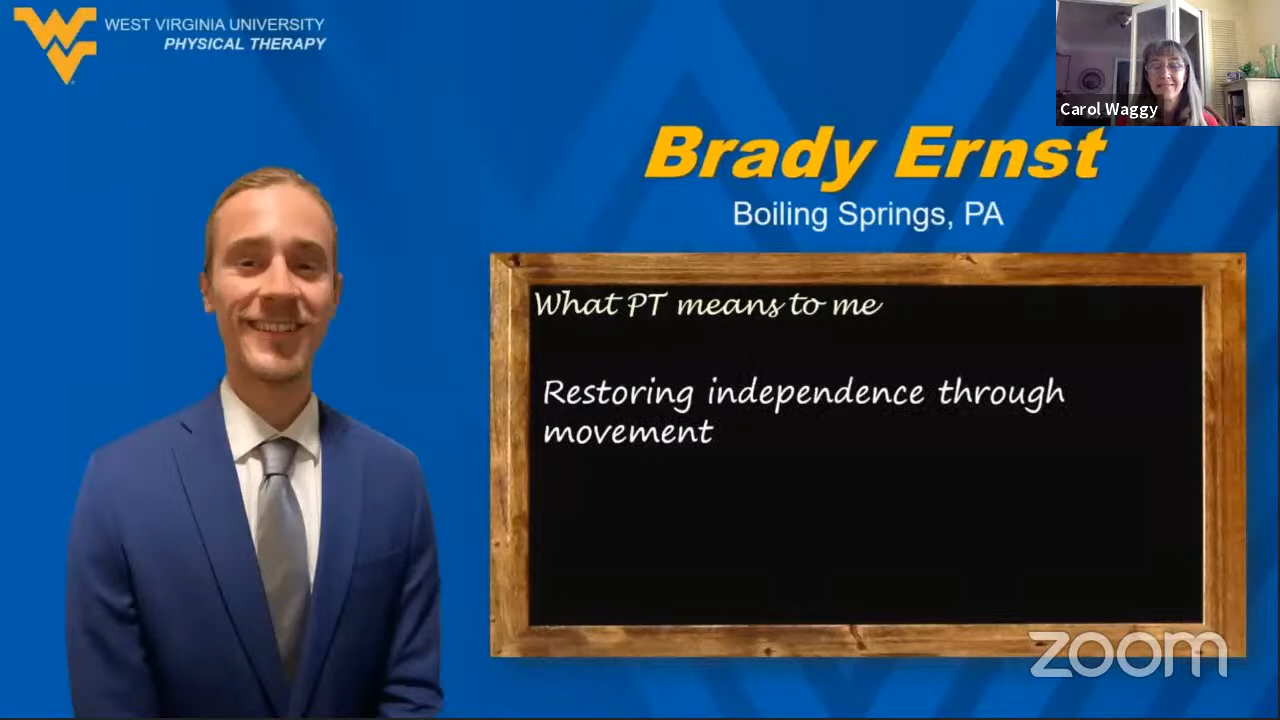 WEST VIRGINIA UNIVERSITY
PHYSICAL THERAPY
Carol Waggy
Brady Ernst
Boiling Springs, PA
What PT means to me
Restoring independence through
movement
zoom